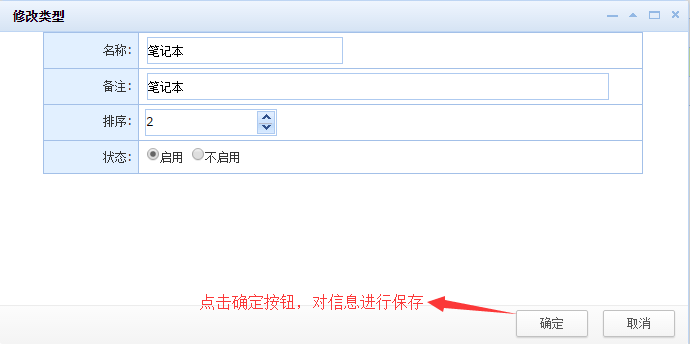 修改类型
名称: 笔记本
备注: 笔记本
排序: 2
状态: 启用 不启用
点击确定按钮，对信息进行保存
确定 取消